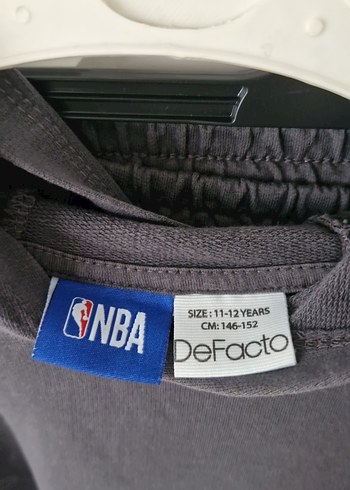 NBA
SIZE : 11-12 YEARS
CM: 146-152
DeFacto